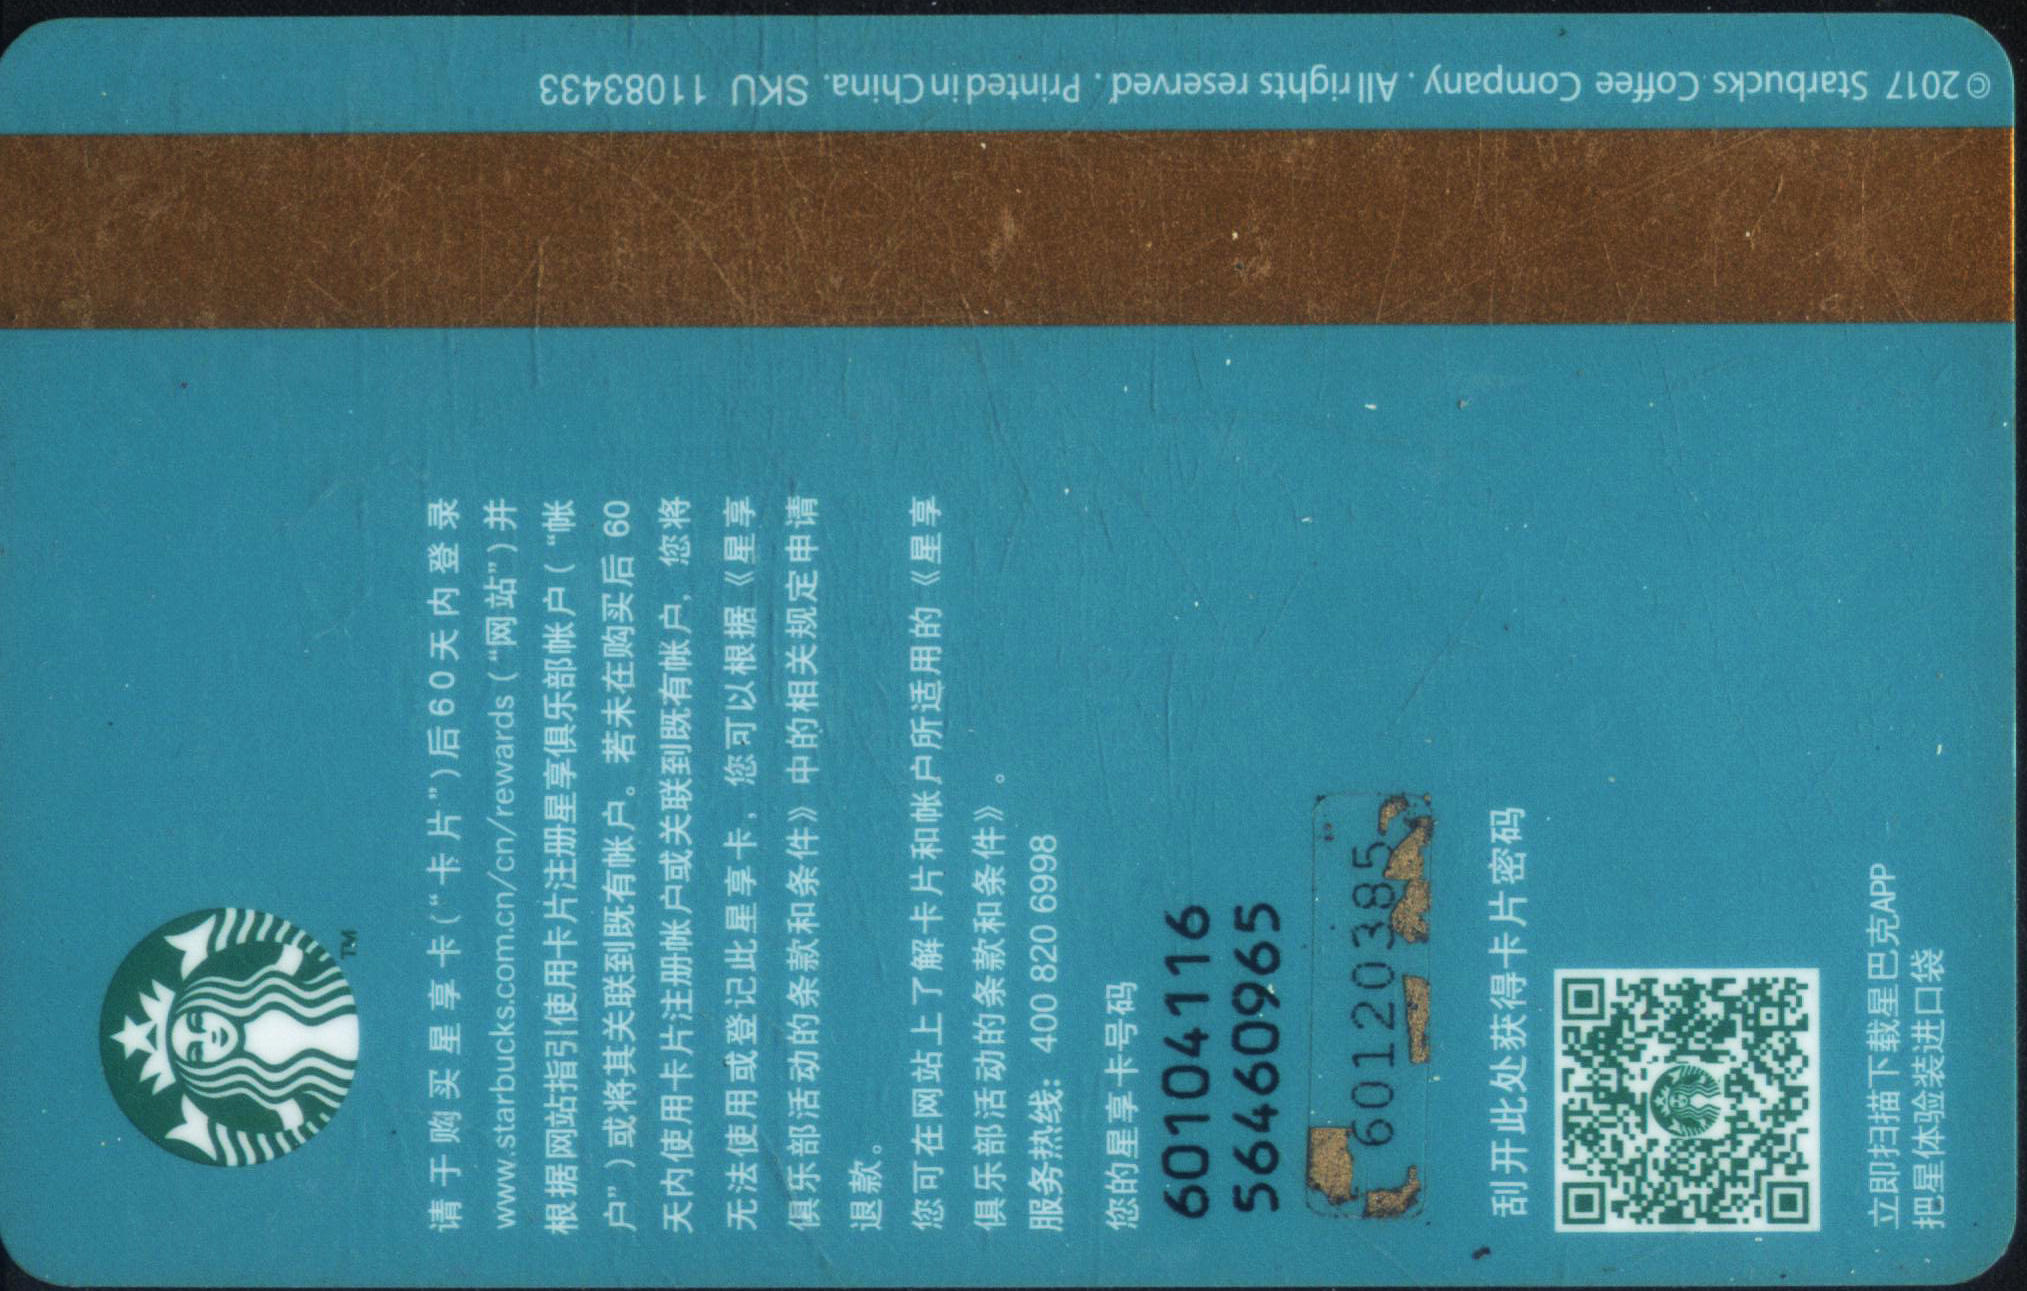 TM
请于购买星享卡(“卡片”)后60天内登录
www.starbucks.com.cn/cn/rewards (“网站”)并
根据网站指引使用卡片注册星享俱乐部帐户(“帐
户”)或将其关联到既有帐户。若未在购买后 60
天内使用卡片注册帐户或关联到既有帐户, 您将
无法使用或登记此星享卡, 您可以根据《星享
俱乐部活动的条款和条件》中的相关规定申请
退款。
您可在网站上了解卡片和帐户所适用的《星享
俱乐部活动的条款和条件》。
服务热线: 400 820 6998
您的星享卡号码
60104116
56460965
60120385
刮开此处获得卡片密码
立即扫描下载星巴克APP
把星体验装进口袋
©2017 Starbucks Coffee Company. All rights reserved. Printed in China. SKU 11083433